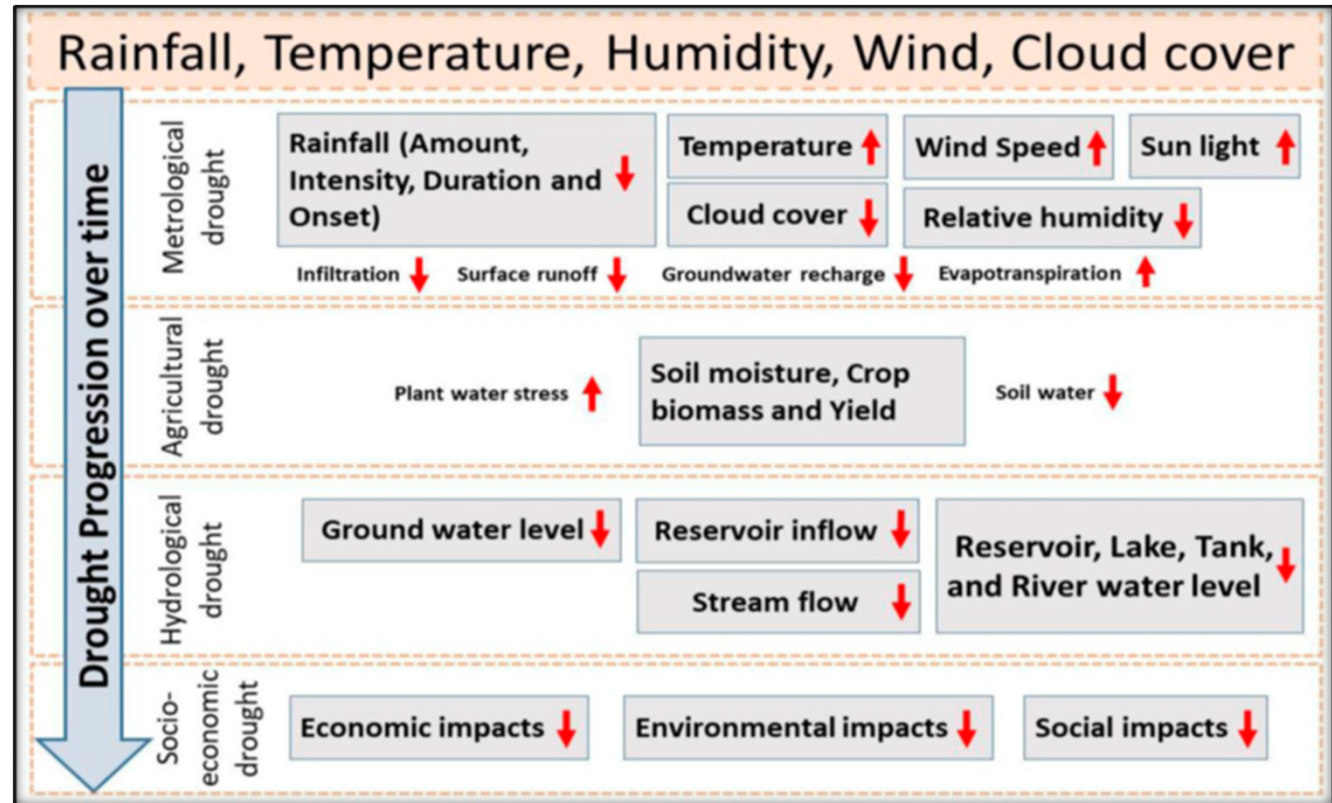 Rainfall, Temperature, Humidity, Wind, Cloud cover
Drought Progression over time
Metrological
drought
Rainfall (Amount,
Intensity, Duration and
Onset)
Temperature
Wind Speed
Sun light
Cloud cover
Relative humidity
Infiltration
Surface runoff
Groundwater recharge
Evapotranspiration
Agricultural
drought
Plant water stress
Soil moisture, Crop
biomass and Yield
Soil water
Hydrological
drought
Ground water level
Reservoir inflow
Stream flow
Reservoir, Lake, Tank,
and River water level
Socio-
economic
drought
Economic impacts
Environmental impacts
Social impacts